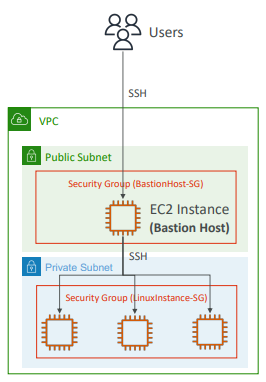 Users
SSH
VPC
Public Subnet
Security Group (BastionHost-SG)
EC2 Instance
(Bastion Host)
SSH
Private Subnet
Security Group (LinuxInstance-SG)